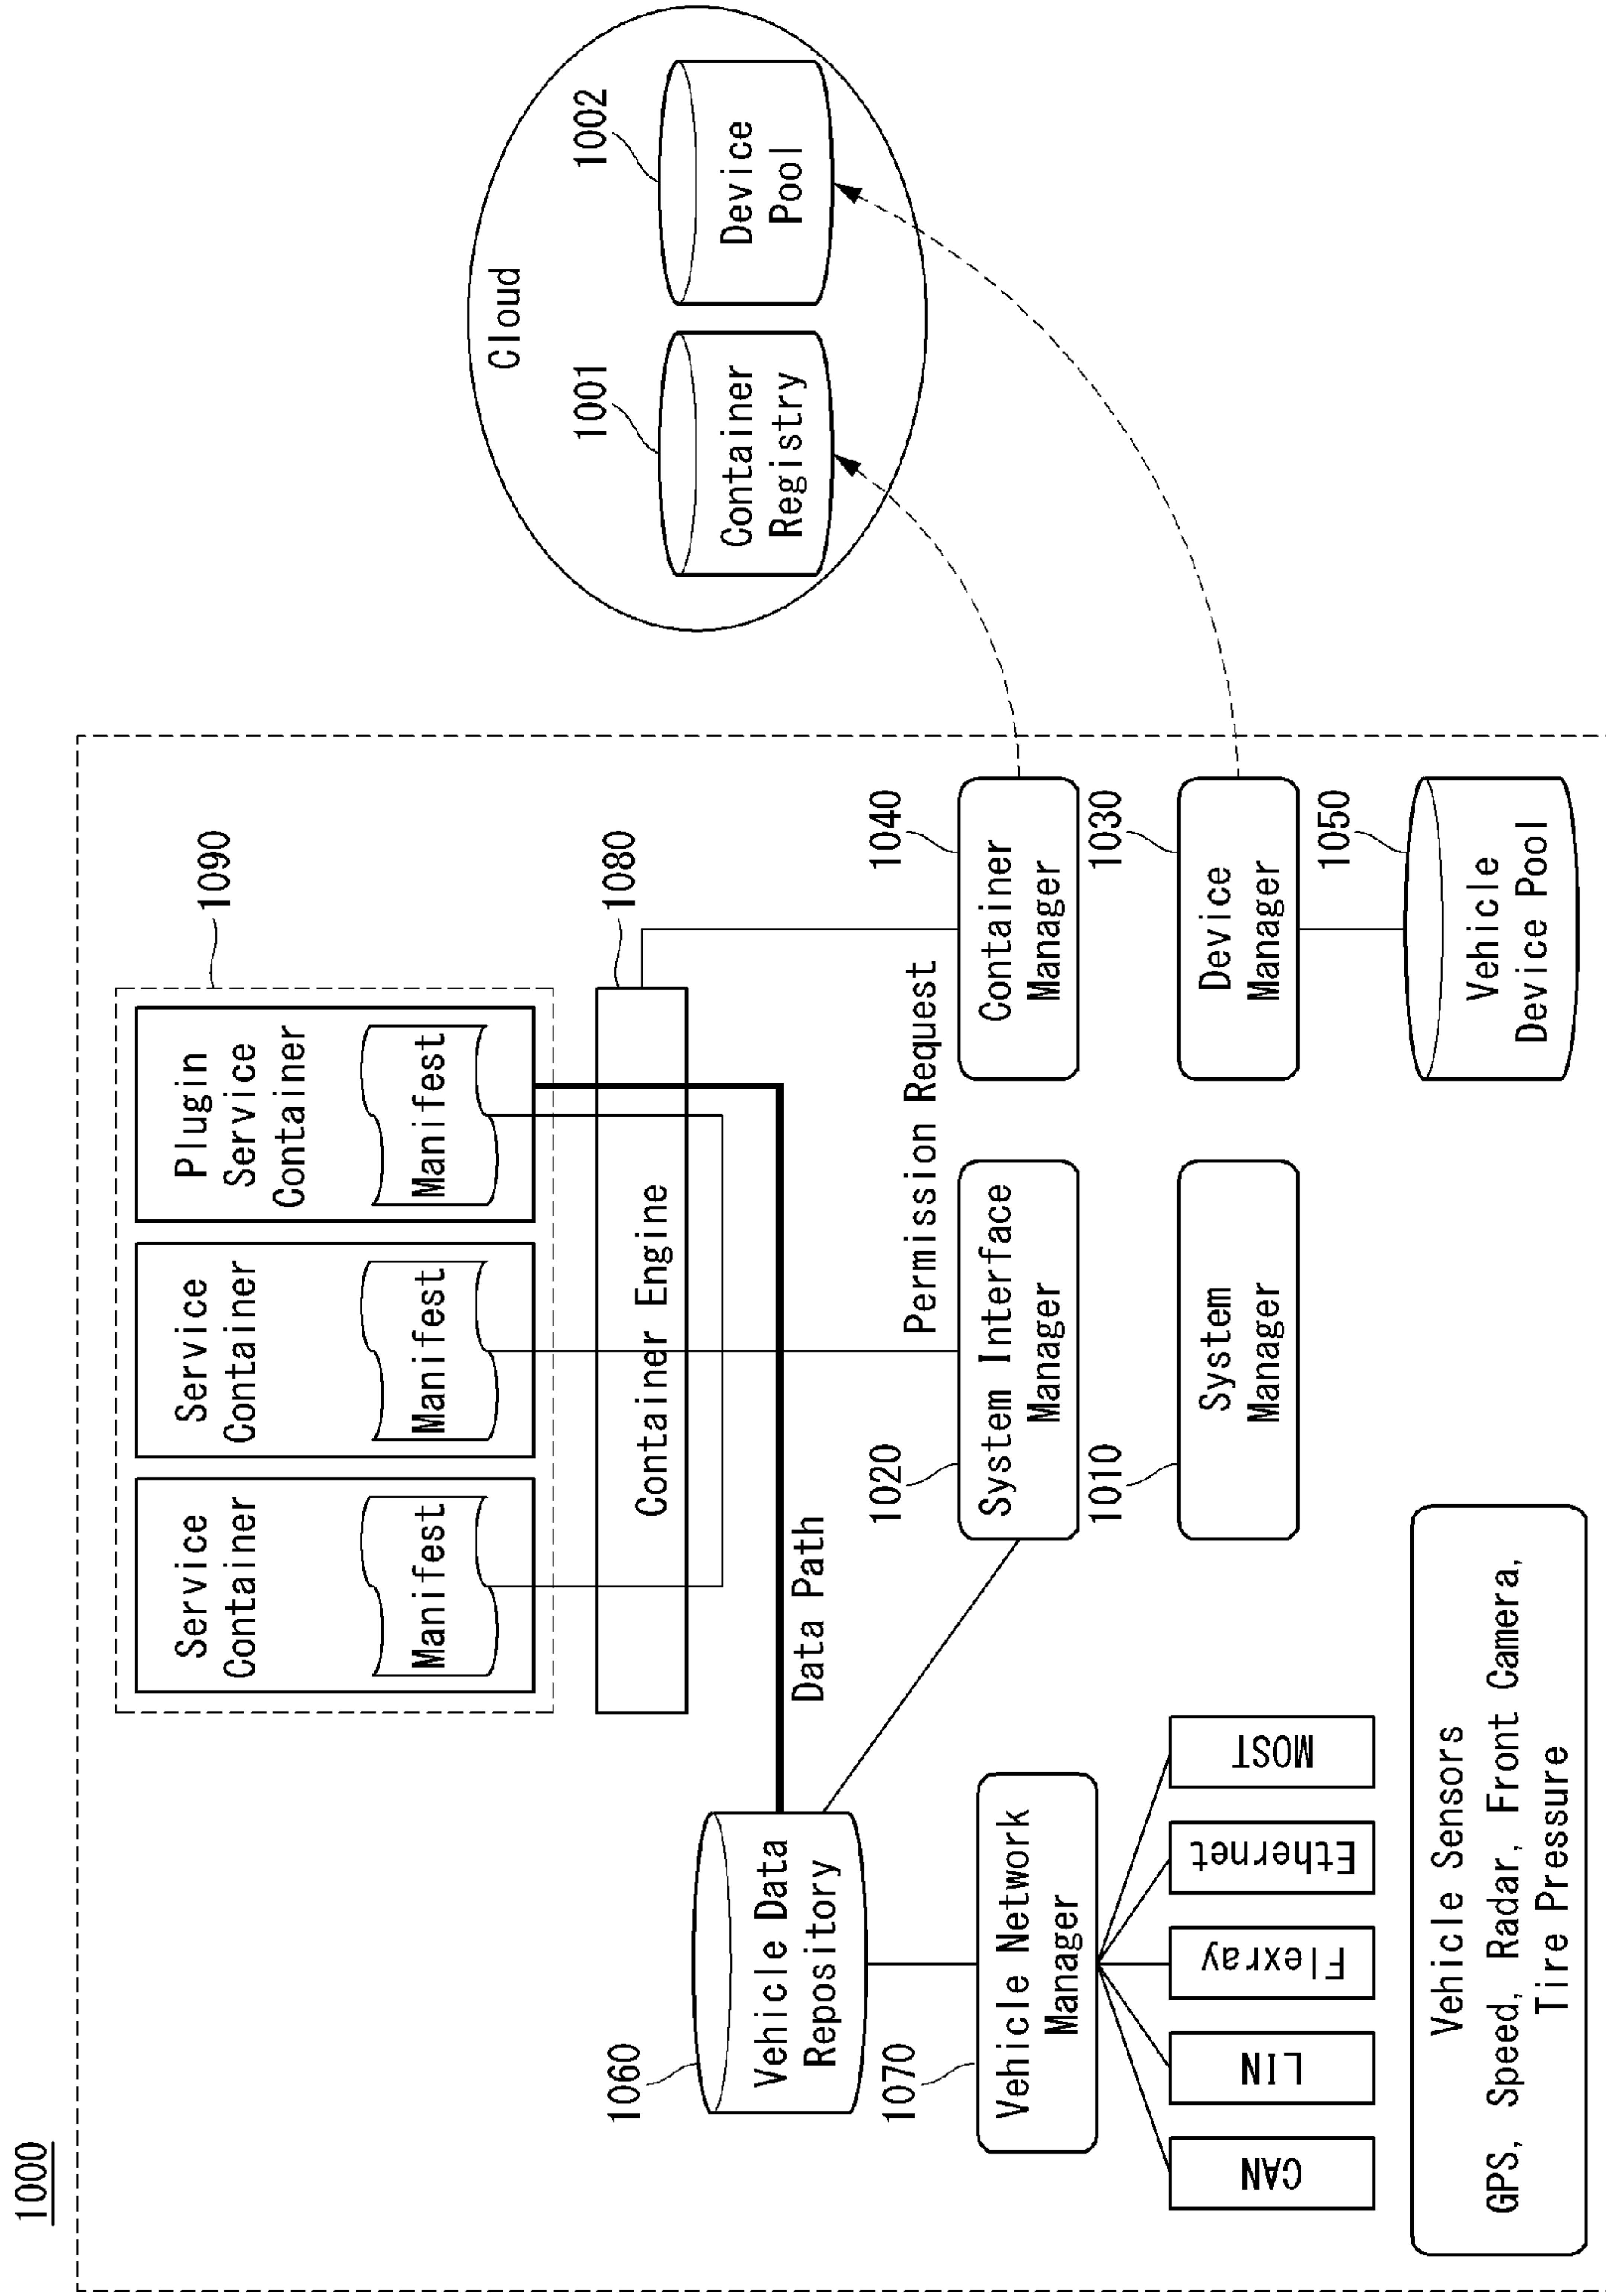 1000
1090
Service
Container
Manifest
Service
Container
Manifest
Plugin
Service
Container
Manifest
1080
Container Engine
Cloud
1001
Container
Registry
1002
Device
Pool
1060
Vehicle Data
Repository
Data Path
Permission Request
1070
Vehicle Network
Manager
1020
System Interface
Manager
1040
Container
Manager
1010
System
Manager
1030
Device
Manager
CAN
LIN
Flexray
Ethernet
MOST
1050
Vehicle
Device Pool
Vehicle Sensors
GPS, Speed, Radar, Front Camera,
Tire Pressure